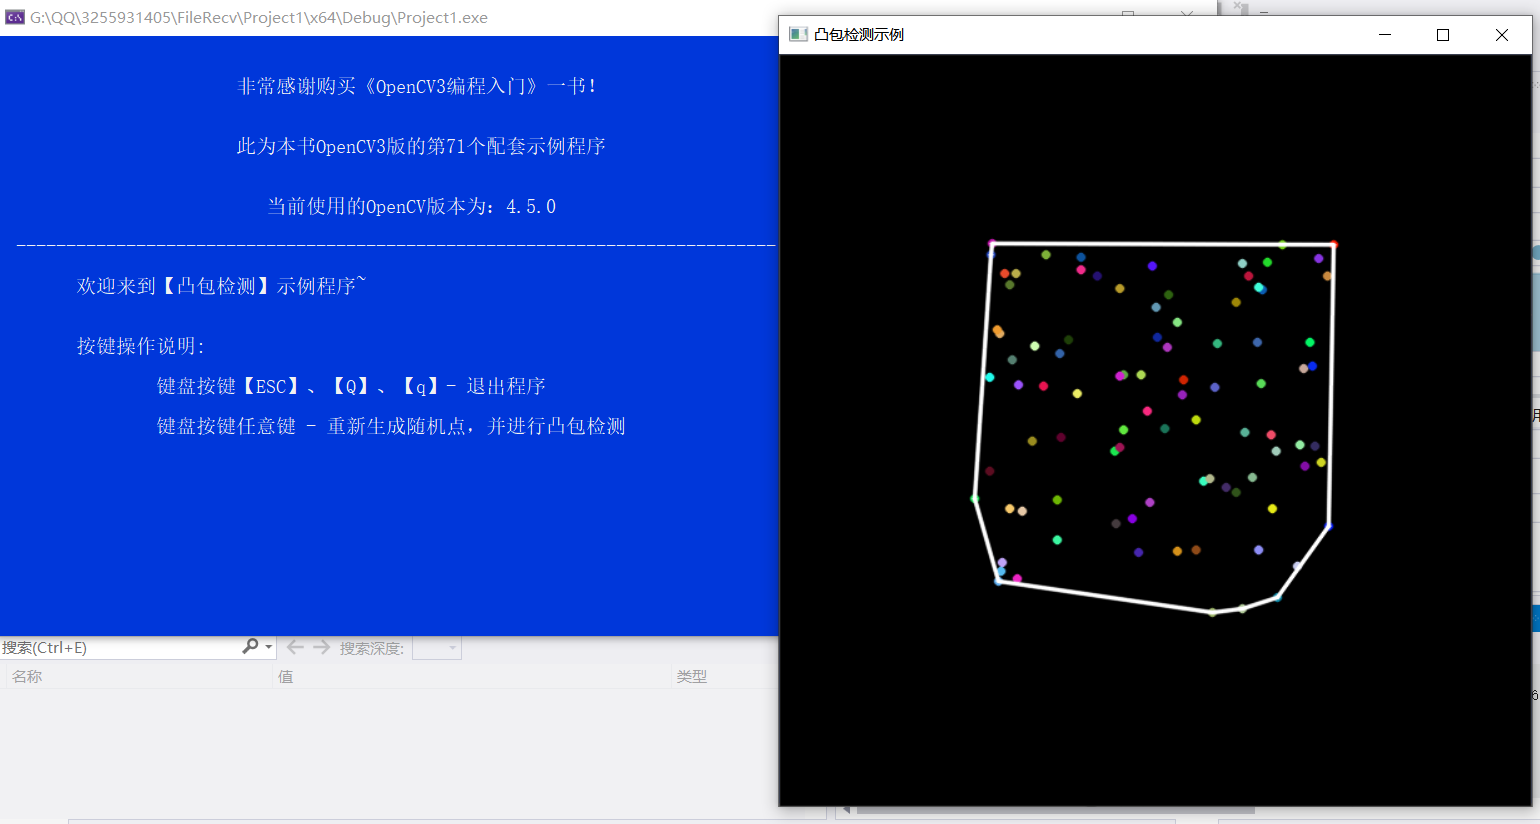 G:\QQ\3255931405\FileRecv\Project1\x64\Debug\Project1.exe
非常感谢购买《OpenCV3编程入门》一书!
此为本书OpenCV3版的第71个配套示例程序
当前使用的OpenCV版本为: 4.5.0
----------------------------------------------------------------------------
欢迎来到【凸包检测】示例程序~
按键操作说明:
键盘按键【ESC】、【Q】、【q】- 退出程序
键盘按键任意键 - 重新生成随机点，并进行凸包检测
凸包检测示例
搜索(Ctrl+E)
搜索深度:
名称 值 类型